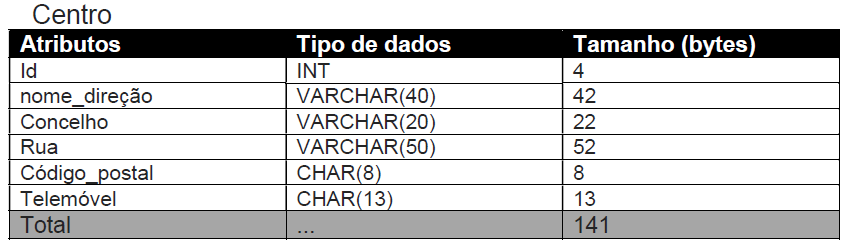 Centro
Atributos Tipo de dados Tamanho (bytes)
Id INT 4
nome_direção VARCHAR(40) 42
Concelho VARCHAR(20) 22
Rua VARCHAR(50) 52
Código_postal CHAR(8) 8
Telemóvel CHAR(13) 13
Total ... 141